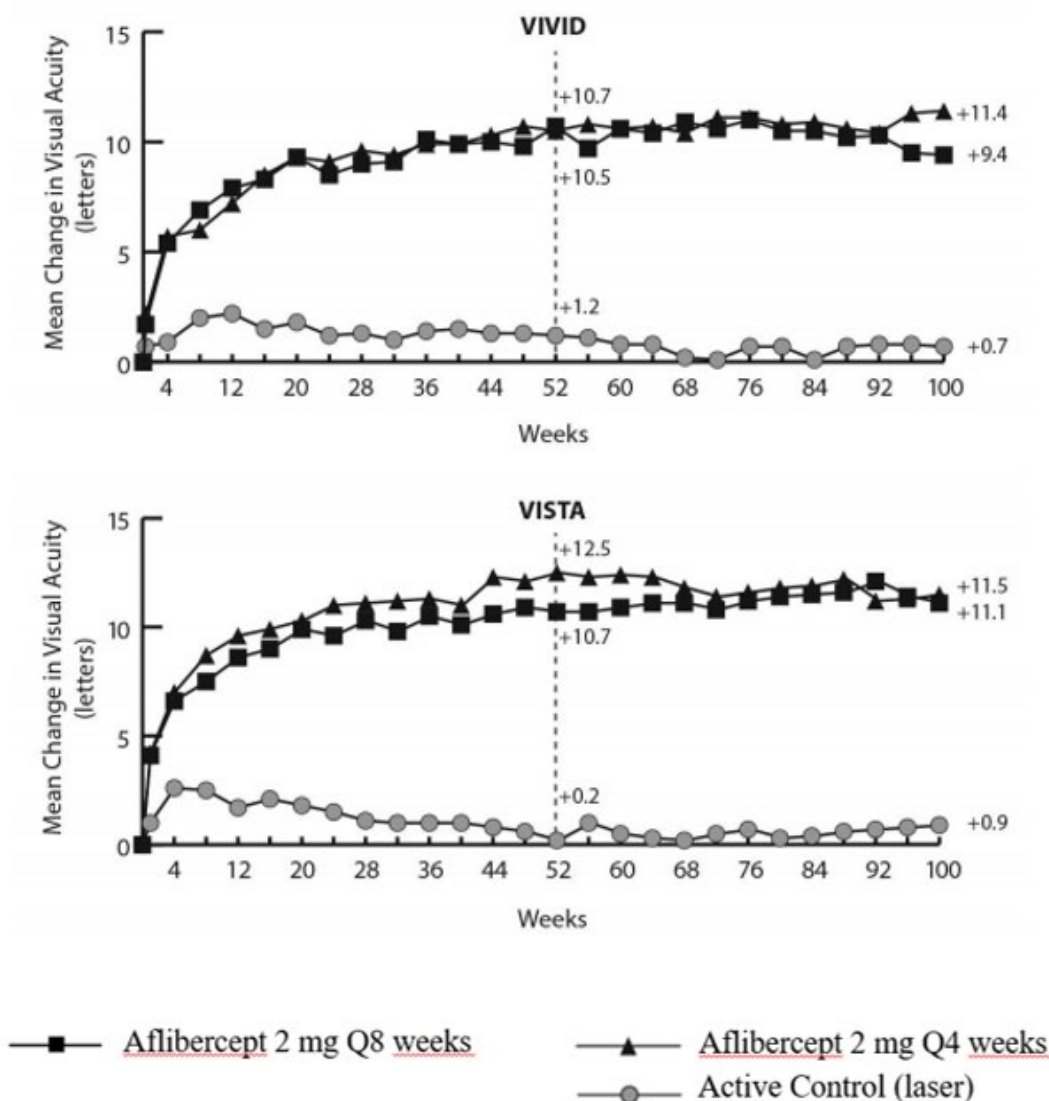 VIVID
Mean Change in Visual Acuity
(letters)
15
10
5
0
+10.7
+10.5
+1.2
+11.4
+9.4
+0.7
4 12 20 28 36 44 52 60 68 76 84 92 100
Weeks
VISTA
Mean Change in Visual Acuity
(letters)
15
10
5
0
+12.5
+10.7
+0.2
+11.5
+11.1
+0.9
4 12 20 28 36 44 52 60 68 76 84 92 100
Weeks
Aflibercept 2 mg Q8 weeks
Aflibercept 2 mg Q4 weeks
Active Control (laser)